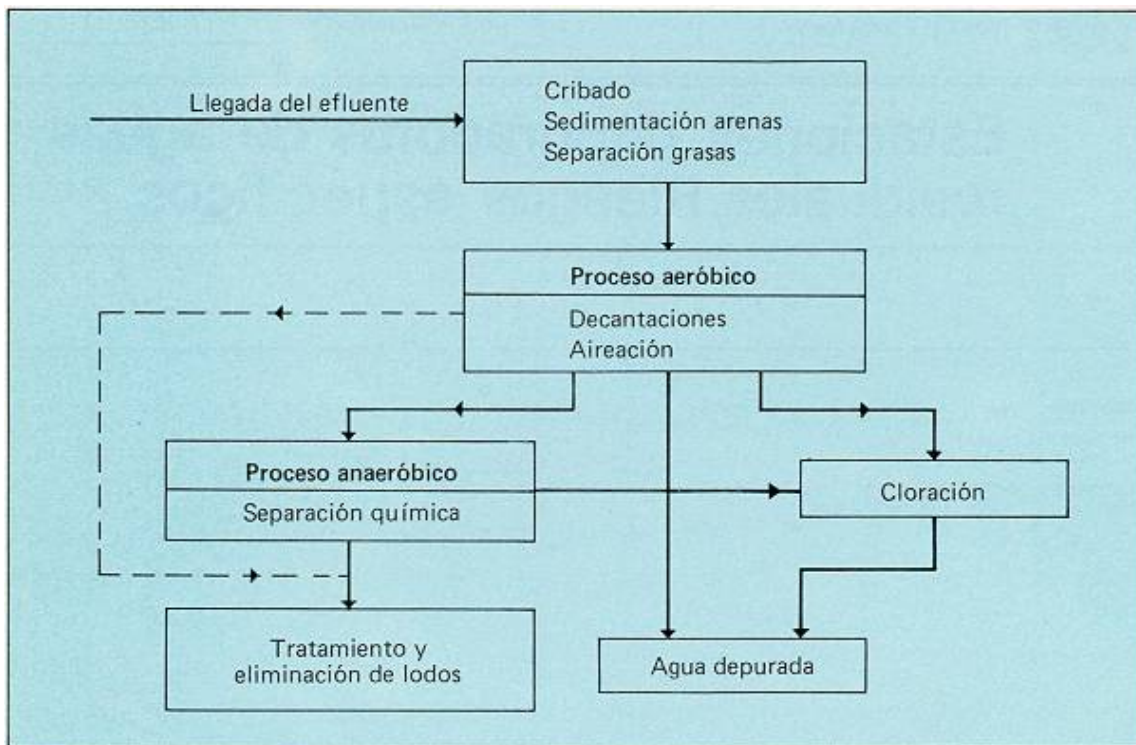 Llegada del efluente
Cribado
Sedimentación arenas
Separación grasas
Proceso aeróbico
Decantaciones
Aireación
Proceso anaeróbico
Separación química
Cloración
Tratamiento y
eliminación de lodos
Agua depurada